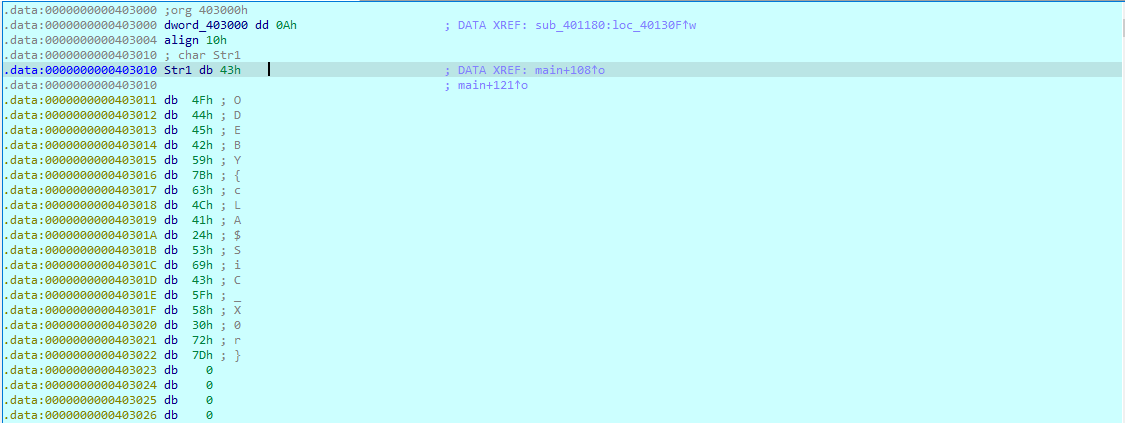 .data:0000000000403000 ;org 403000h
.data:0000000000403000 dword_403000 dd 0Ah ; DATA XREF: sub_401180:loc_40130F↑w
.data:0000000000403004 align 10h
.data:0000000000403010 ; char Str1
.data:0000000000403010 Str1 db 43h ; DATA XREF: main+108↑o
.data:0000000000403010 ; main+121↑o
.data:0000000000403011 db 4Fh ; O
.data:0000000000403012 db 44h ; D
.data:0000000000403013 db 45h ; E
.data:0000000000403014 db 42h ; B
.data:0000000000403015 db 59h ; Y
.data:0000000000403016 db 7Bh ; {
.data:0000000000403017 db 63h ; c
.data:0000000000403018 db 4Ch ; L
.data:0000000000403019 db 41h ; A
.data:000000000040301A db 24h ; $
.data:000000000040301B db 53h ; S
.data:000000000040301C db 69h ; i
.data:000000000040301D db 43h ; C
.data:000000000040301E db 5Fh ; _
.data:000000000040301F db 58h ; X
.data:0000000000403020 db 30h ; 0
.data:0000000000403021 db 72h ; r
.data:0000000000403022 db 7Dh ; }
.data:0000000000403023 db 0
.data:0000000000403024 db 0
.data:0000000000403025 db 0
.data:0000000000403026 db 0